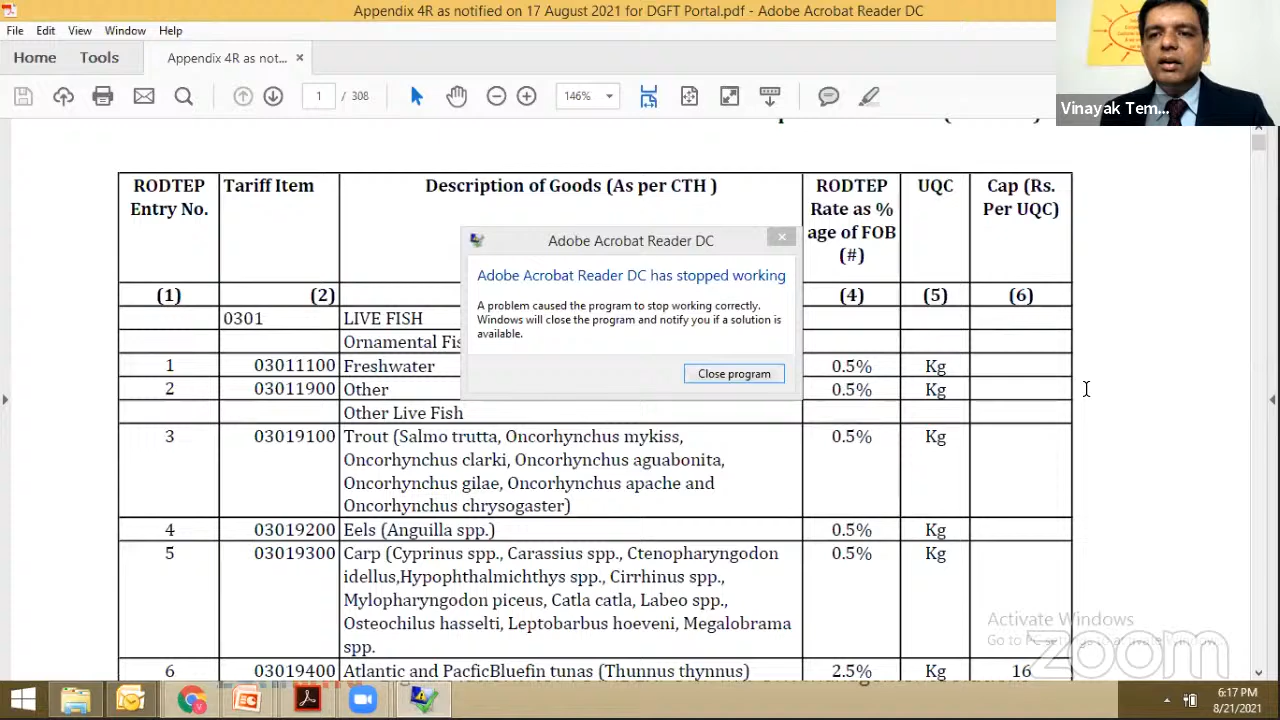 Appendix 4R as notified on 17 August 2021 for DGFT Portal.pdf - Adobe Acrobat Reader DC
File Edit View Window Help
Home Tools Appendix 4R as not... ×
1 / 308 146%
Vinayak Tem...
RODTEP Entry No. Tariff Item Description of Goods (As per CTH ) RODTEP Rate as % age of FOB (#) UQC Cap (Rs. Per UQC)
(1) (2) (4) (5) (6)
0301 LIVE FISH
Ornamental Fis
1 03011100 Freshwater 0.5% Kg
2 03011900 Other 0.5% Kg
Other Live Fish
3 03019100 Trout (Salmo trutta, Oncorhynchus mykiss, 0.5% Kg
Oncorhynchus clarki, Oncorhynchus aguabonita,
Oncorhynchus gilae, Oncorhynchus apache and
Oncorhynchus chrysogaster)
4 03019200 Eels (Anguilla spp.) 0.5% Kg
5 03019300 Carp (Cyprinus spp., Carassius spp., Ctenopharyngodon 0.5% Kg
idellus,Hypophthalmichthys spp., Cirrhinus spp.,
Mylopharyngodon piceus, Catla catla, Labeo spp.,
Osteochilus hasselti, Leptobarbus hoeveni, Megalobrama
spp.
6 03019400 Atlantic and PacficBluefin tunas (Thunnus thynnus) 2.5% Kg 16
Adobe Acrobat Reader DC
Adobe Acrobat Reader DC has stopped working
A problem caused the program to stop working correctly.
Windows will close the program and notify you if a solution is
available.
Close program
Activate Windows
Go to PC settings to activate Windows.
zoom
6:17 PM
8/21/2021